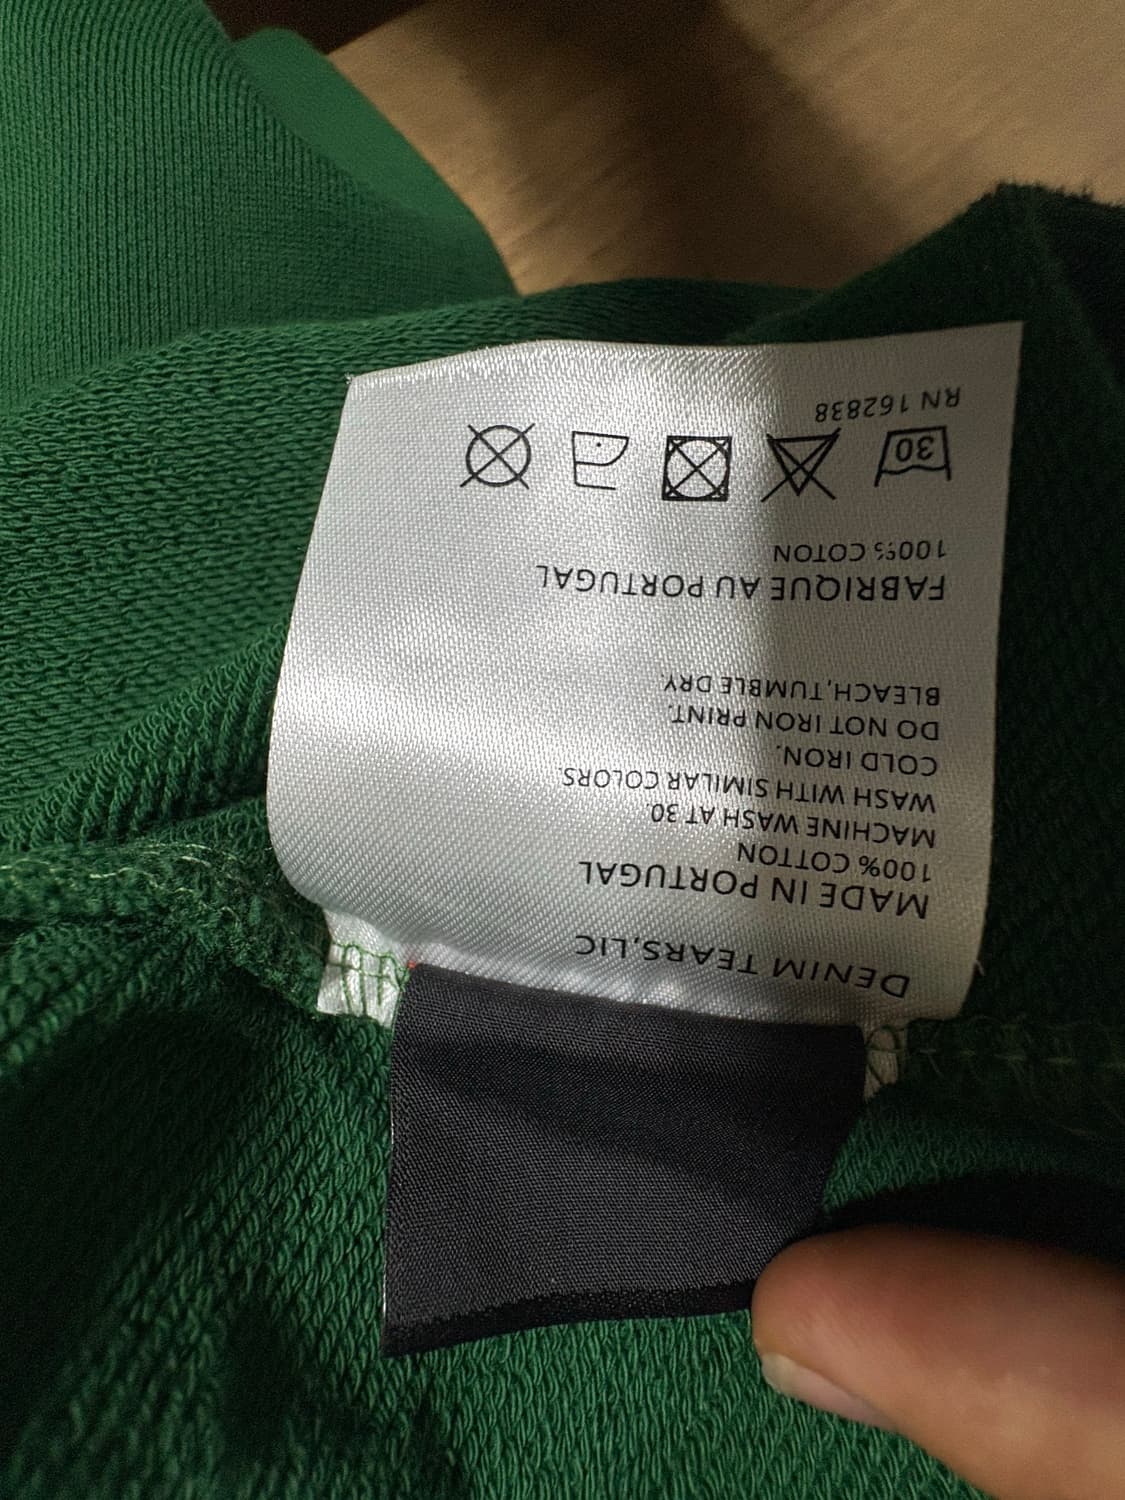 DENIM TEARS,LIC
MADE IN PORTUGAL
100% COTTON
MACHINE WASH AT 30.
WASH WITH SIMILAR COLORS
COLD IRON.
DO NOT IRON PRINT.
BLEACH,TUMBLE DRY.
FABRIQUE AU PORTUGAL
100% COTON
30
RN 162838